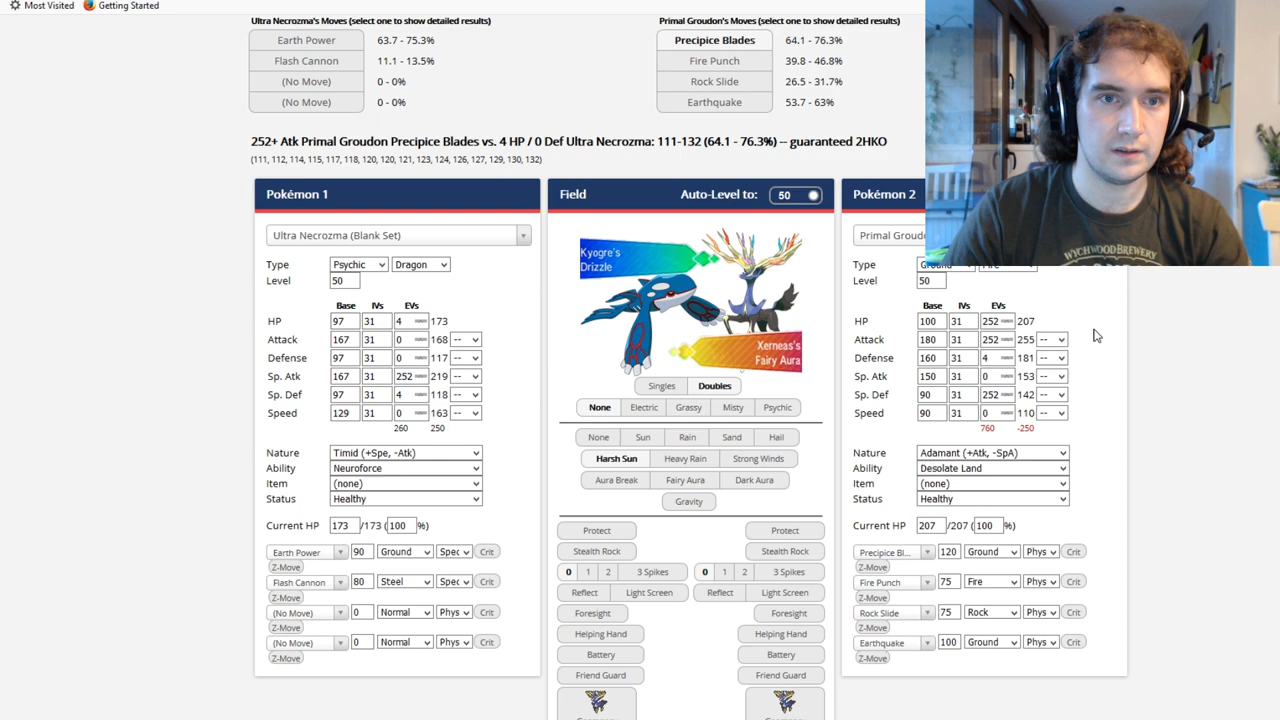 Most Visited Getting Started
Ultra Necrozma's Moves (select one to show detailed results) Primal Groudon's Moves (select one to show detailed results)
Earth Power 63.7 - 75.3% Precipice Blades 64.1 - 76.3%
Flash Cannon 11.1 - 13.5% Fire Punch 39.8 - 46.8%
(No Move) 0 - 0% Rock Slide 26.5 - 31.7%
(No Move) 0 - 0% Earthquake 53.7 - 63%
252+ Atk Primal Groudon Precipice Blades vs. 4 HP / 0 Def Ultra Necrozma: 111-132 (64.1 - 76.3%) -- guaranteed 2HKO
(111, 112, 114, 115, 117, 118, 120, 120, 121, 123, 124, 126, 127, 129, 130, 132)
WYCHWOOD BREWERY
Pokémon 1
Ultra Necrozma (Blank Set)
Type Psychic Dragon
Level 50
Base IVs EVs
HP 97 31 4 173
Attack 167 31 0 168 --
Defense 97 31 0 117 --
Sp. Atk 167 31 252 219 --
Sp. Def 97 31 4 118 --
Speed 129 31 0 163 --
260 250
Nature Timid (+Spe, -Atk)
Ability Neuroforce
Item (none)
Status Healthy
Current HP 173 /173 ( 100 %)
Earth Power 90 Ground Spec Crit
Z-Move
Flash Cannon 80 Steel Spec Crit
Z-Move
(No Move) 0 Normal Phys Crit
Z-Move
(No Move) 0 Normal Phys Crit
Z-Move
Field Auto-Level to: 50
Kyogre's
Drizzle
Xerneas's
Fairy Aura
Singles Doubles
None Electric Grassy Misty Psychic
None Sun Rain Sand Hail
Harsh Sun Heavy Rain Strong Winds
Aura Break Fairy Aura Dark Aura
Gravity
Protect Protect
Stealth Rock Stealth Rock
0 1 2 3 Spikes 0 1 2 3 Spikes
Reflect Light Screen Reflect Light Screen
Foresight Foresight
Helping Hand Helping Hand
Battery Battery
Friend Guard Friend Guard
Pokémon 2
Primal Groud
Type
Level 50
Base IVs EVs
HP 100 31 252 207
Attack 180 31 252 255 --
Defense 160 31 4 181 --
Sp. Atk 150 31 0 153 --
Sp. Def 90 31 252 142 --
Speed 90 31 0 110 --
760 -250
Nature Adamant (+Atk, -SpA)
Ability Desolate Land
Item (none)
Status Healthy
Current HP 207 /207 ( 100 %)
Precipice Bl... 120 Ground Phys Crit
Z-Move
Fire Punch 75 Fire Phys Crit
Z-Move
Rock Slide 75 Rock Phys Crit
Z-Move
Earthquake 100 Ground Phys Crit
Z-Move